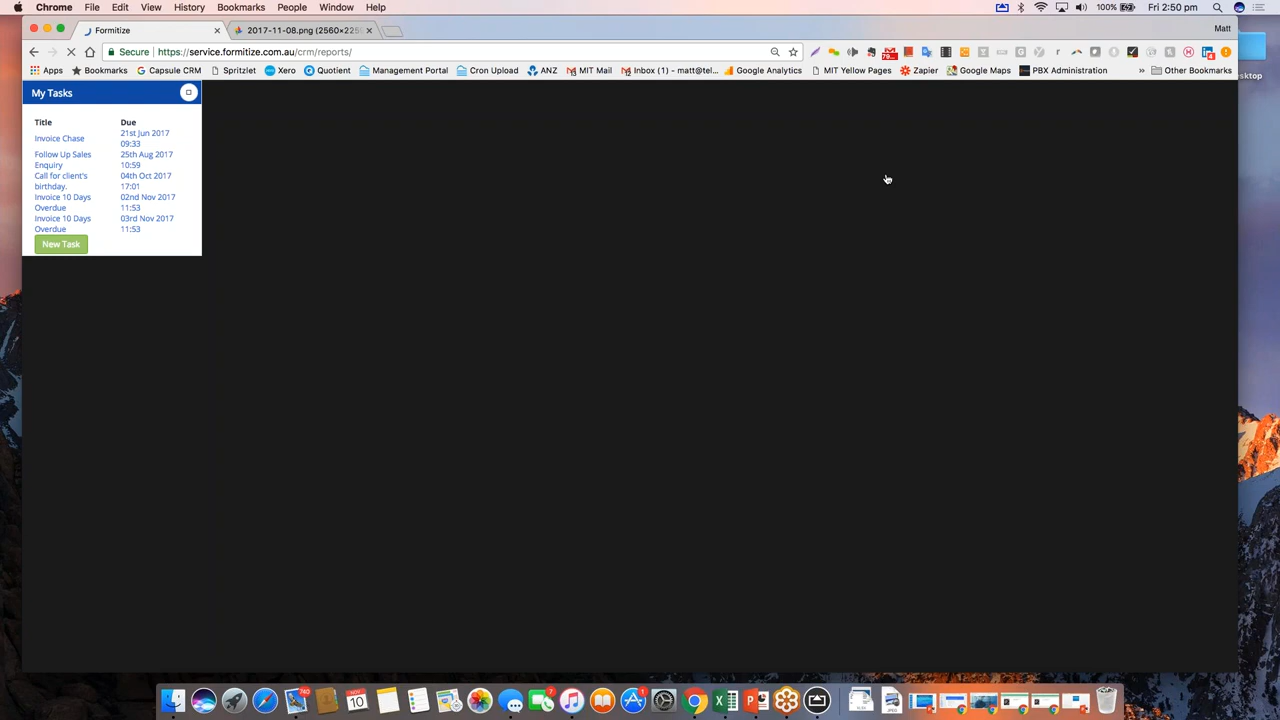 Chrome File Edit View History Bookmarks People Window Help 100% Fri 2:50 pm
Formitize 2017-11-08.png (2560×225 Matt
Secure https://service.formitize.com.au/crm/reports/
Apps Bookmarks Capsule CRM Spritzlet Xero Quotient Management Portal Cron Upload ANZ MIT Mail Inbox (1) - matt@tel... Google Analytics MIT Yellow Pages Zapier Google Maps PBX Administration » Other Bookmarks
My Tasks
Title Due
Invoice Chase 21st Jun 2017 09:33
Follow Up Sales Enquiry 25th Aug 2017 10:59
Call for client's birthday. 04th Oct 2017 17:01
Invoice 10 Days Overdue 02nd Nov 2017 11:53
Invoice 10 Days Overdue 03rd Nov 2017 11:53
New Task